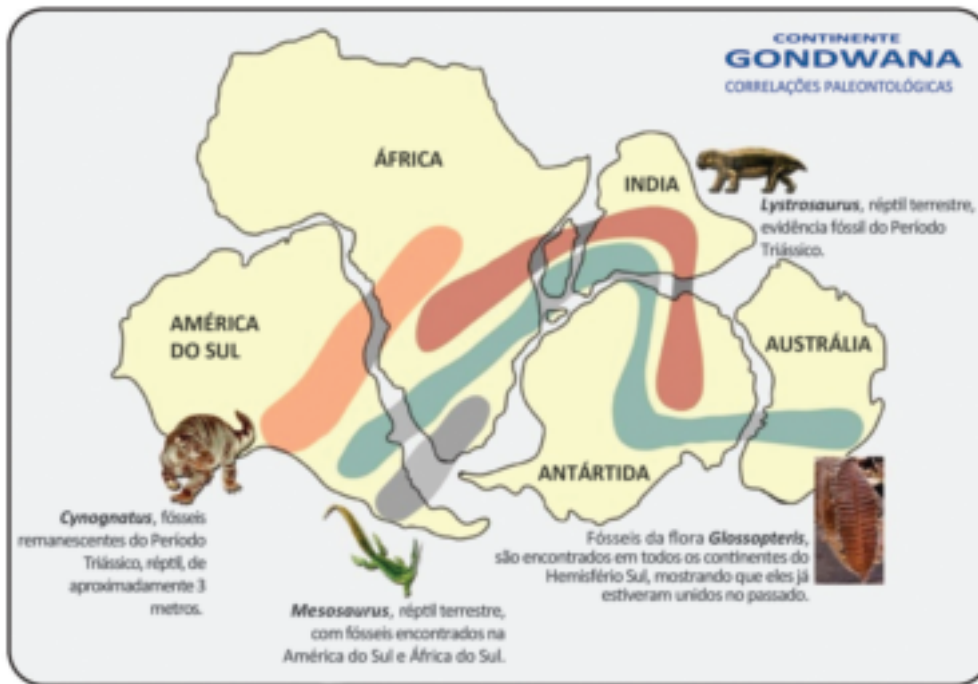 CONTINENTE
GONDWANA
CORRELAÇÕES PALEONTOLÓGICAS
ÁFRICA
INDIA
Lystrosaurus, réptil terrestre,
evidência fóssil do Período
Triássico.
AMÉRICA
DO SUL
AUSTRÁLIA
ANTÁRTIDA
Cynognatus, fósseis
remanescentes do Período
Triássico, réptil, de
aproximadamente 3
metros.
Mesosaurus, réptil terrestre,
com fósseis encontrados na
América do Sul e África do Sul.
Fósseis da flora Glossopteris,
são encontrados em todos os continentes do
Hemisfério Sul, mostrando que eles já
estiveram unidos no passado.